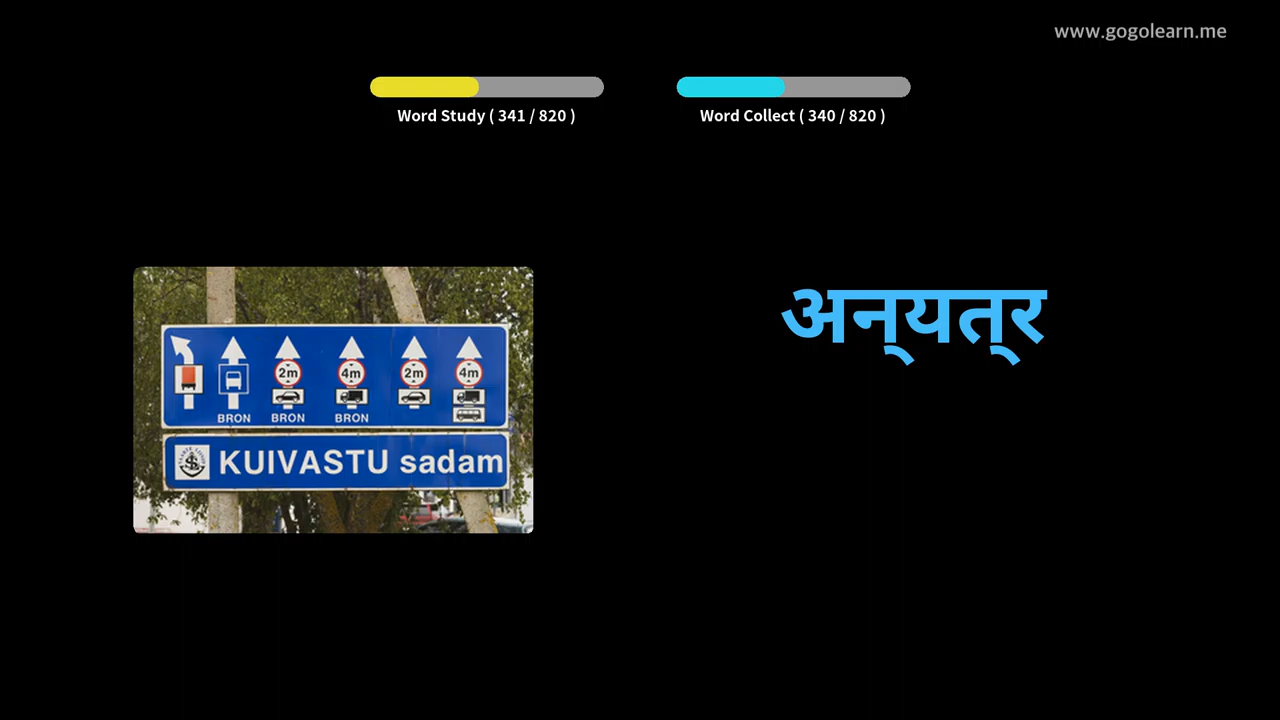 www.gogolearn.me
Word Study ( 341 / 820 )
Word Collect ( 340 / 820 )
अन्‌यत्‌र
2m 4m 2m 4m
BRON BRON BRON
KUIVASTU sadam